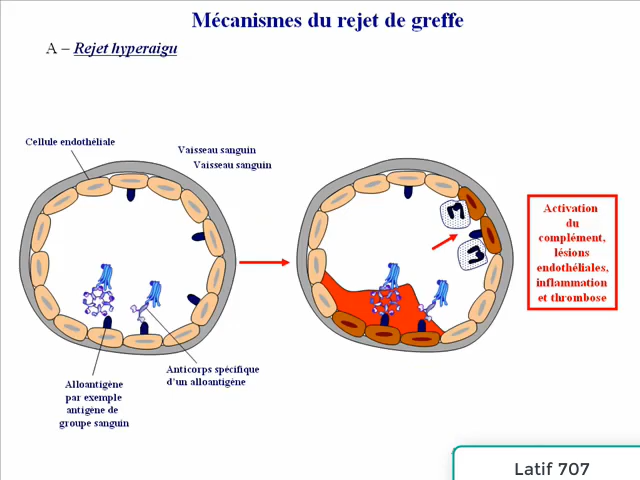 Mécanismes du rejet de greffe
A – Rejet hyperaigu
Cellule endothéliale
Vaisseau sanguin
Vaisseau sanguin
Activation
du
complément,
lésions
endothéliales,
inflammation
et thrombose
Anticorps spécifique
d'un alloantigène
Alloantigène
par exemple
antigène de
groupe sanguin
Latif 707